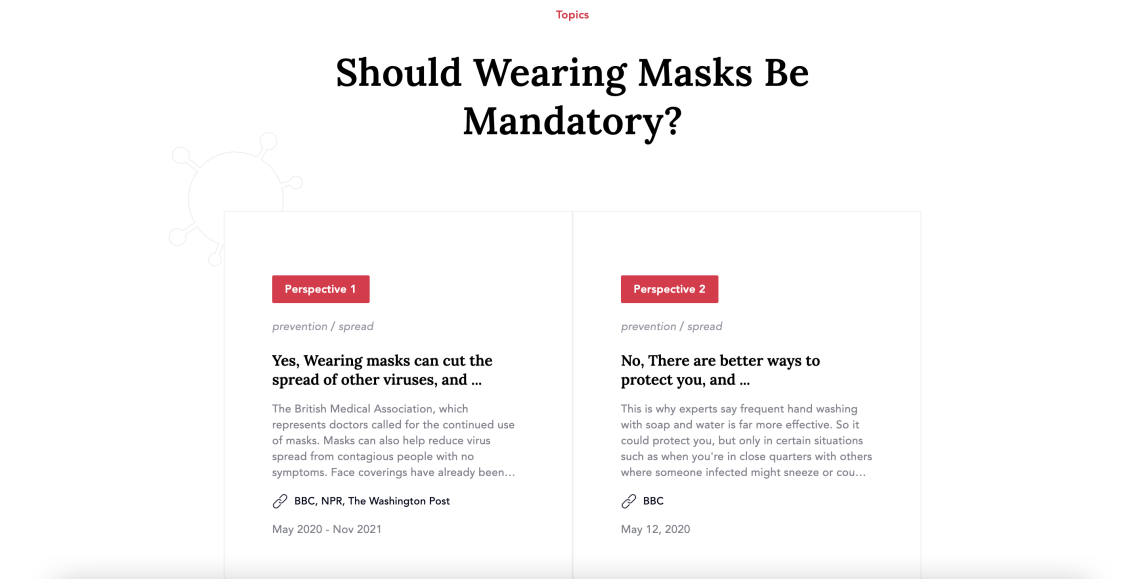 Topics
Should Wearing Masks Be
Mandatory?
Perspective 1
prevention / spread
Yes, Wearing masks can cut the
spread of other viruses, and ...
The British Medical Association, which
represents doctors called for the continued use
of masks. Masks can also help reduce virus
spread from contagious people with no
symptoms. Face coverings have already been...
BBC, NPR, The Washington Post
May 2020 - Nov 2021
Perspective 2
prevention / spread
No, There are better ways to
protect you, and ...
This is why experts say frequent hand washing
with soap and water is far more effective. So it
could protect you, but only in certain situations
such as when you're in close quarters with others
where someone infected might sneeze or cou...
BBC
May 12, 2020